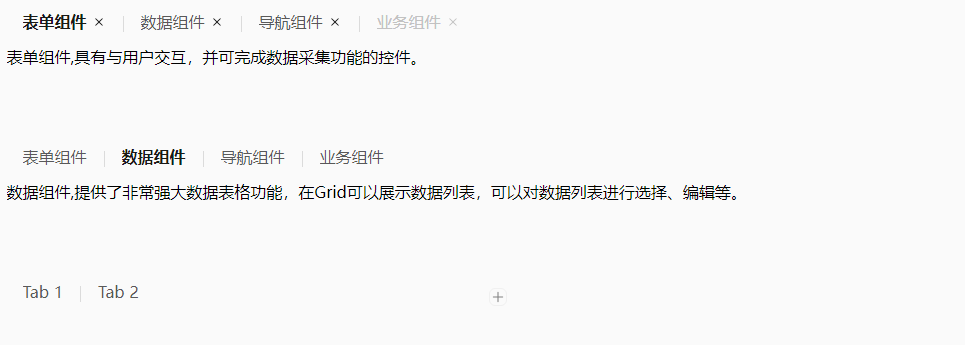 表单组件 × 数据组件 × 导航组件 × 业务组件 ×
表单组件,具有与用户交互，并可完成数据采集功能的控件。
表单组件 数据组件 导航组件 业务组件
数据组件,提供了非常强大数据表格功能，在Grid可以展示数据列表，可以对数据列表进行选择、编辑等。
Tab 1 Tab 2 +